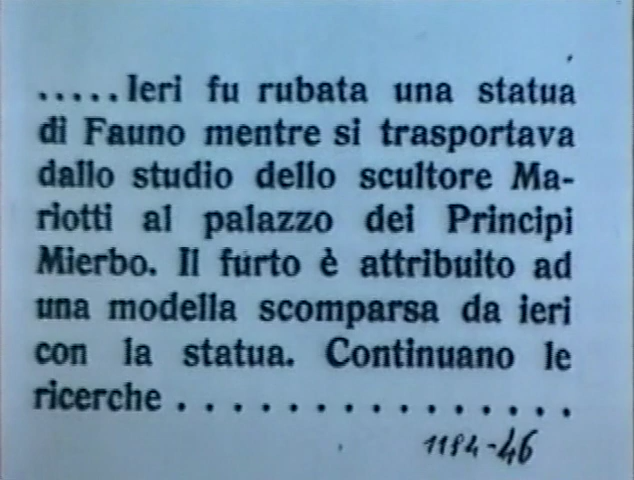 .....Ieri fu rubata una statua
di Fauno mentre si trasportava
dallo studio dello scultore Ma-
riotti al palazzo dei Principi
Mierbo. Il furto è attribuito ad
una modella scomparsa da ieri
con la statua. Continuano le
ricerche . . . . . . . . . . . . . . .
1184-46